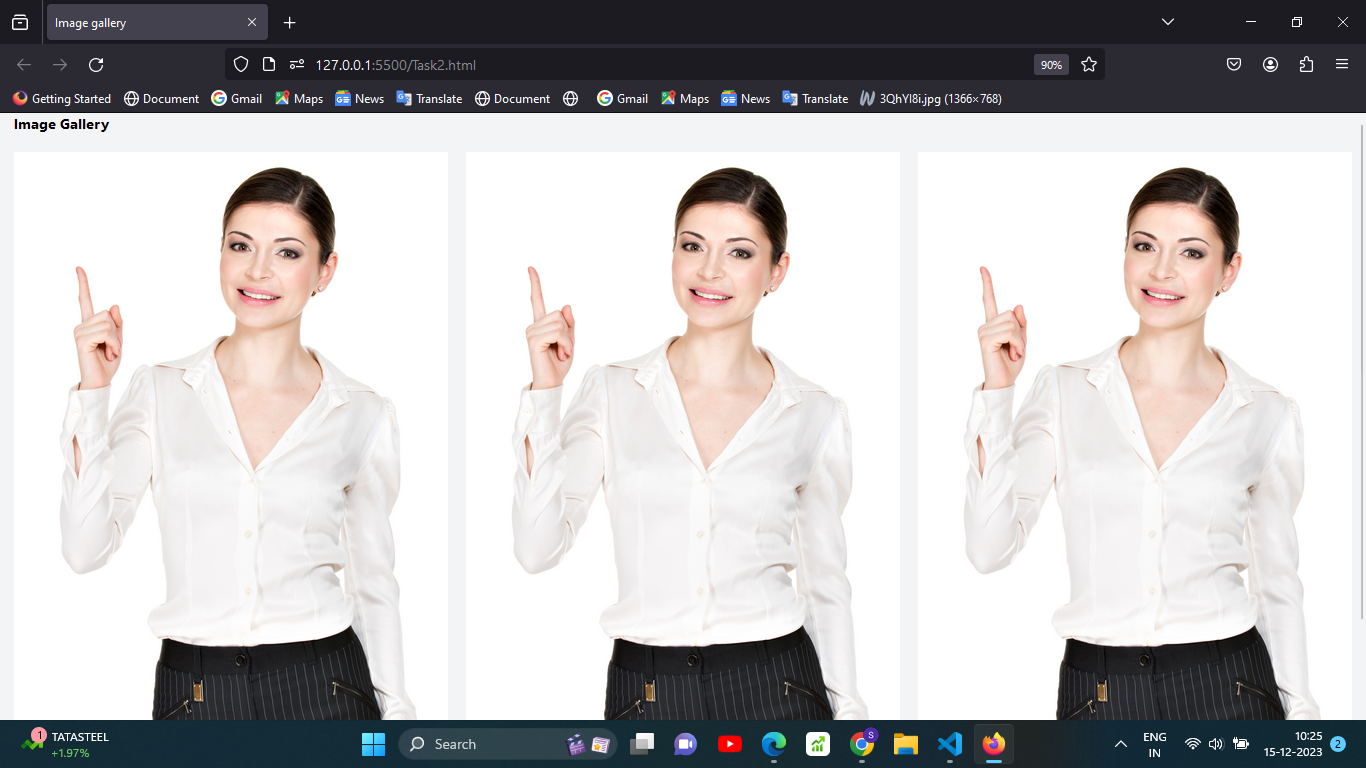 Image gallery
127.0.0.1:5500/Task2.html 90%
Getting Started Document Gmail Maps News Translate Document Gmail Maps News Translate 3QhYl8i.jpg (1366×768)
Image Gallery
1 TATASTEEL
+1.97%
Search
S
ENG
IN
10:25
15-12-2023
2